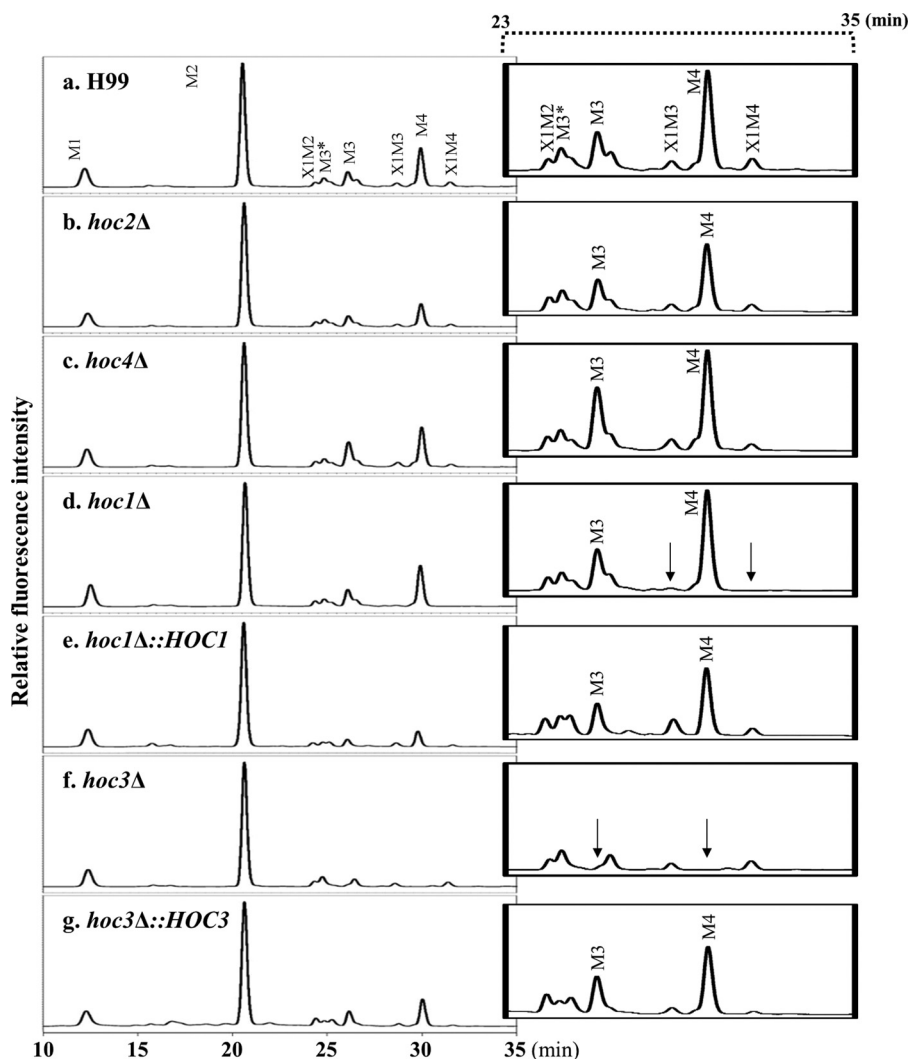 23
35 (min)
a. H99
M1
M2
X1M2
M3*
M3
X1M3
M4
X1M4
X1M2
M3*
M3
X1M3
M4
X1M4
b. hoc2Δ
M3
M4
c. hoc4Δ
M3
M4
d. hoc1Δ
M3
M4
e. hoc1Δ::HOC1
M3
M4
f. hoc3Δ
g. hoc3Δ::HOC3
M3
M4
Relative fluorescence intensity
10 15 20 25 30 35 (min)